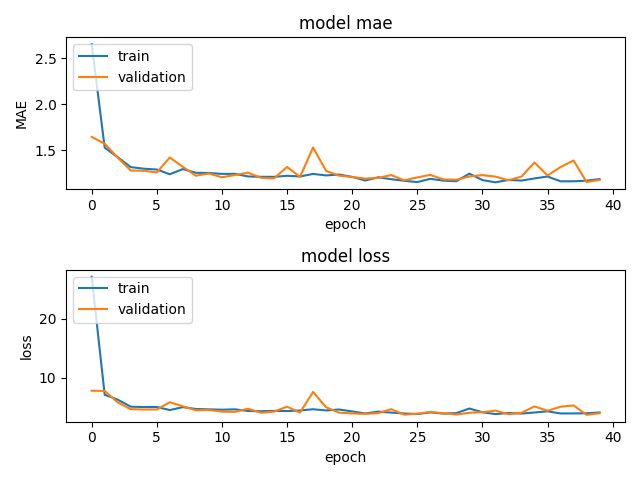 model mae
train
validation
2.5
2.0
1.5
MAE
0 5 10 15 20 25 30 35 40
epoch
model loss
train
validation
20
10
loss
0 5 10 15 20 25 30 35 40
epoch